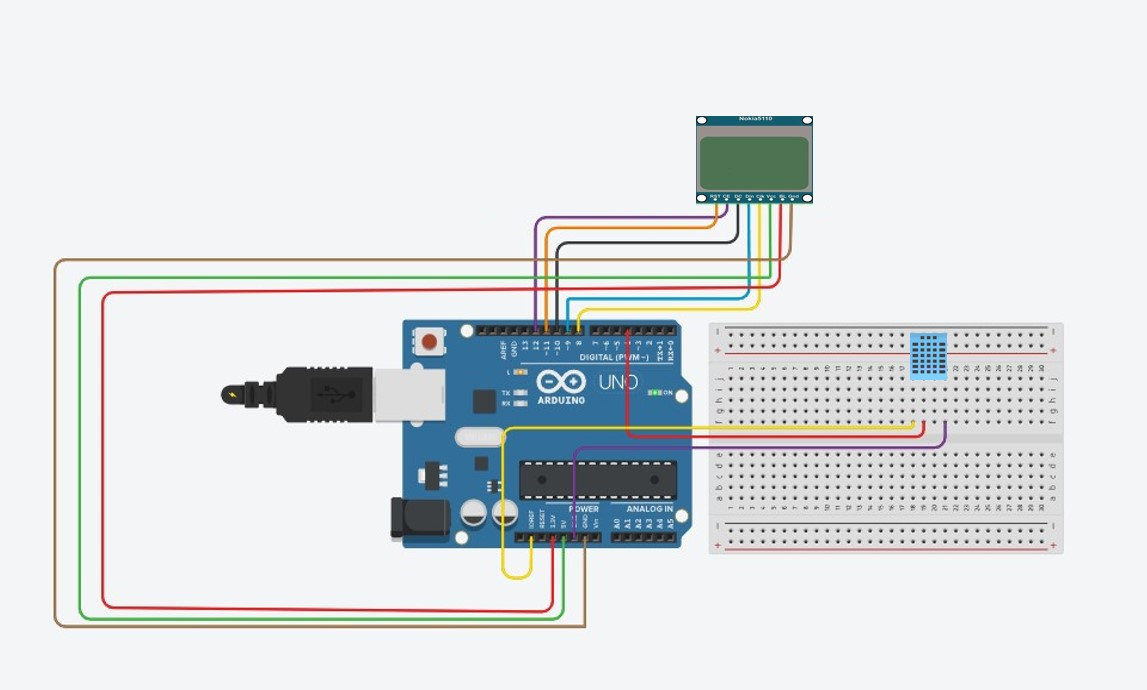 Nokia5110
RST CE DC Din Clk Vcc BL Gnd
AREF
GND
13
12
~11
~10
~9
8
7
~6
~5
4
~3
2
TX→1
RX←0
DIGITAL (PWM~)
L
TX
RX
UNO
ARDUINO
ON
POWER
ANALOG IN
IOREF
RESET
3.3V
5V
GND
Vin
A0
A1
A2
A3
A4
A5
j
i
h
g
f
e
d
c
b
a